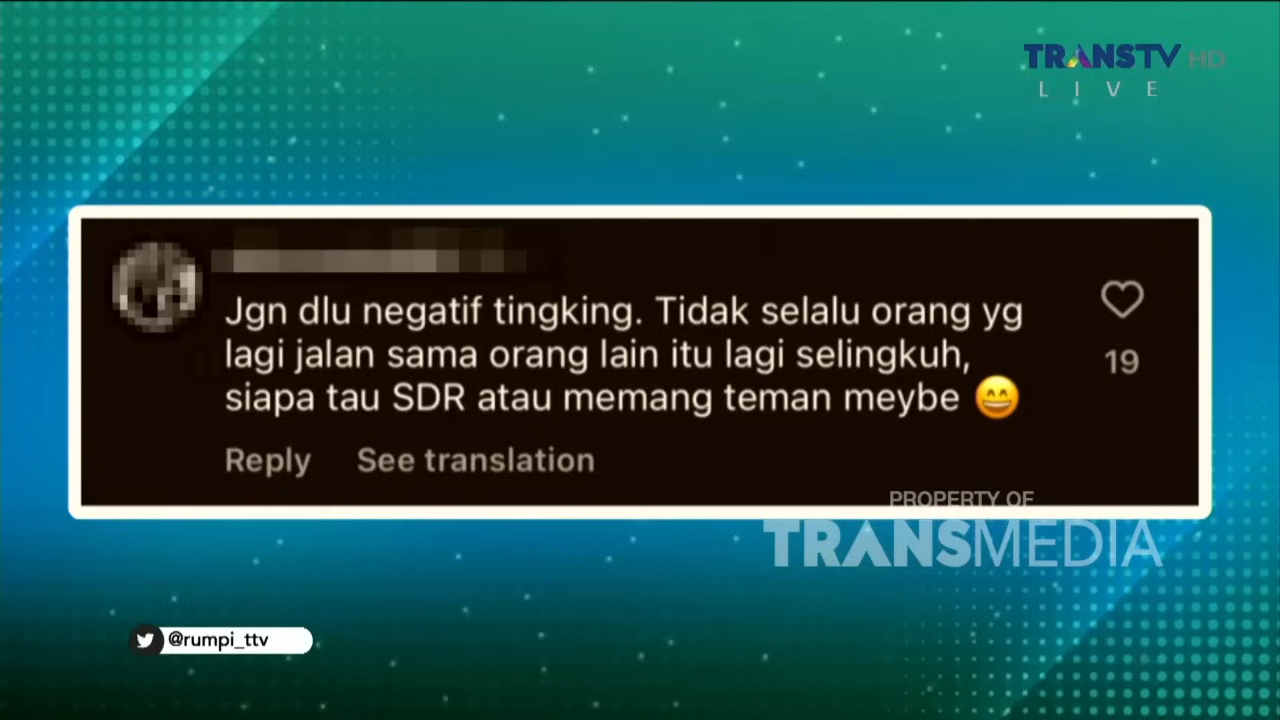 TRANSTV HD
LIVE
Jgn dlu negatif tingking. Tidak selalu orang yg
lagi jalan sama orang lain itu lagi selingkuh,
siapa tau SDR atau memang teman meybe 😄
19
Reply See translation
PROPERTY OF
TRANSMEDIA
@rumpi_ttv